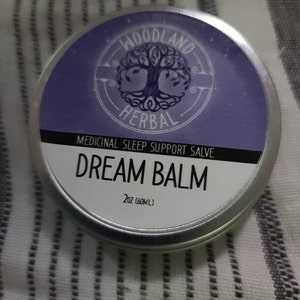 WOODLAND
HERBAL
MEDICINAL SLEEP SUPPORT SALVE
DREAM BALM
2OZ (60ML)